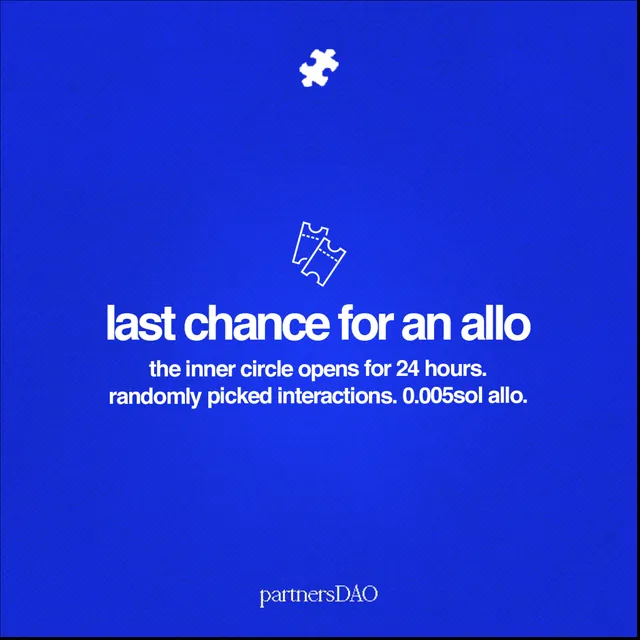 last chance for an allo
the inner circle opens for 24 hours.
randomly picked interactions. 0.005sol allo.
partnersDAO